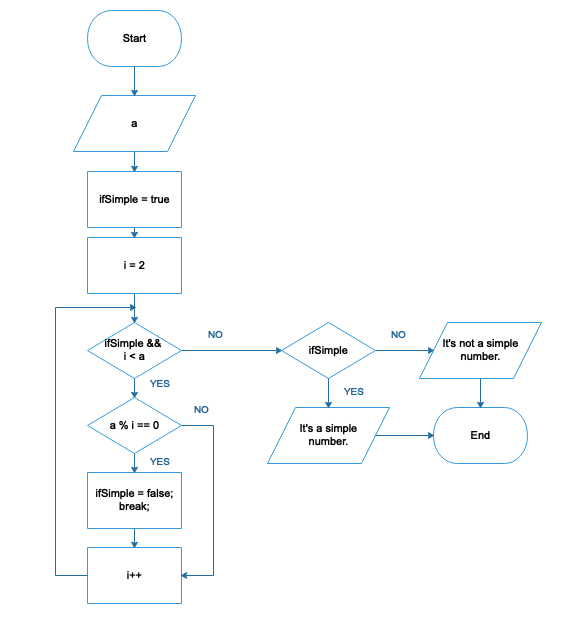 Start
a
ifSimple = true
i = 2
ifSimple &&
i < a
NO
ifSimple
NO
It's not a simple
number.
YES
YES
a % i == 0
NO
It's a simple
number.
End
YES
ifSimple = false;
break;
i++